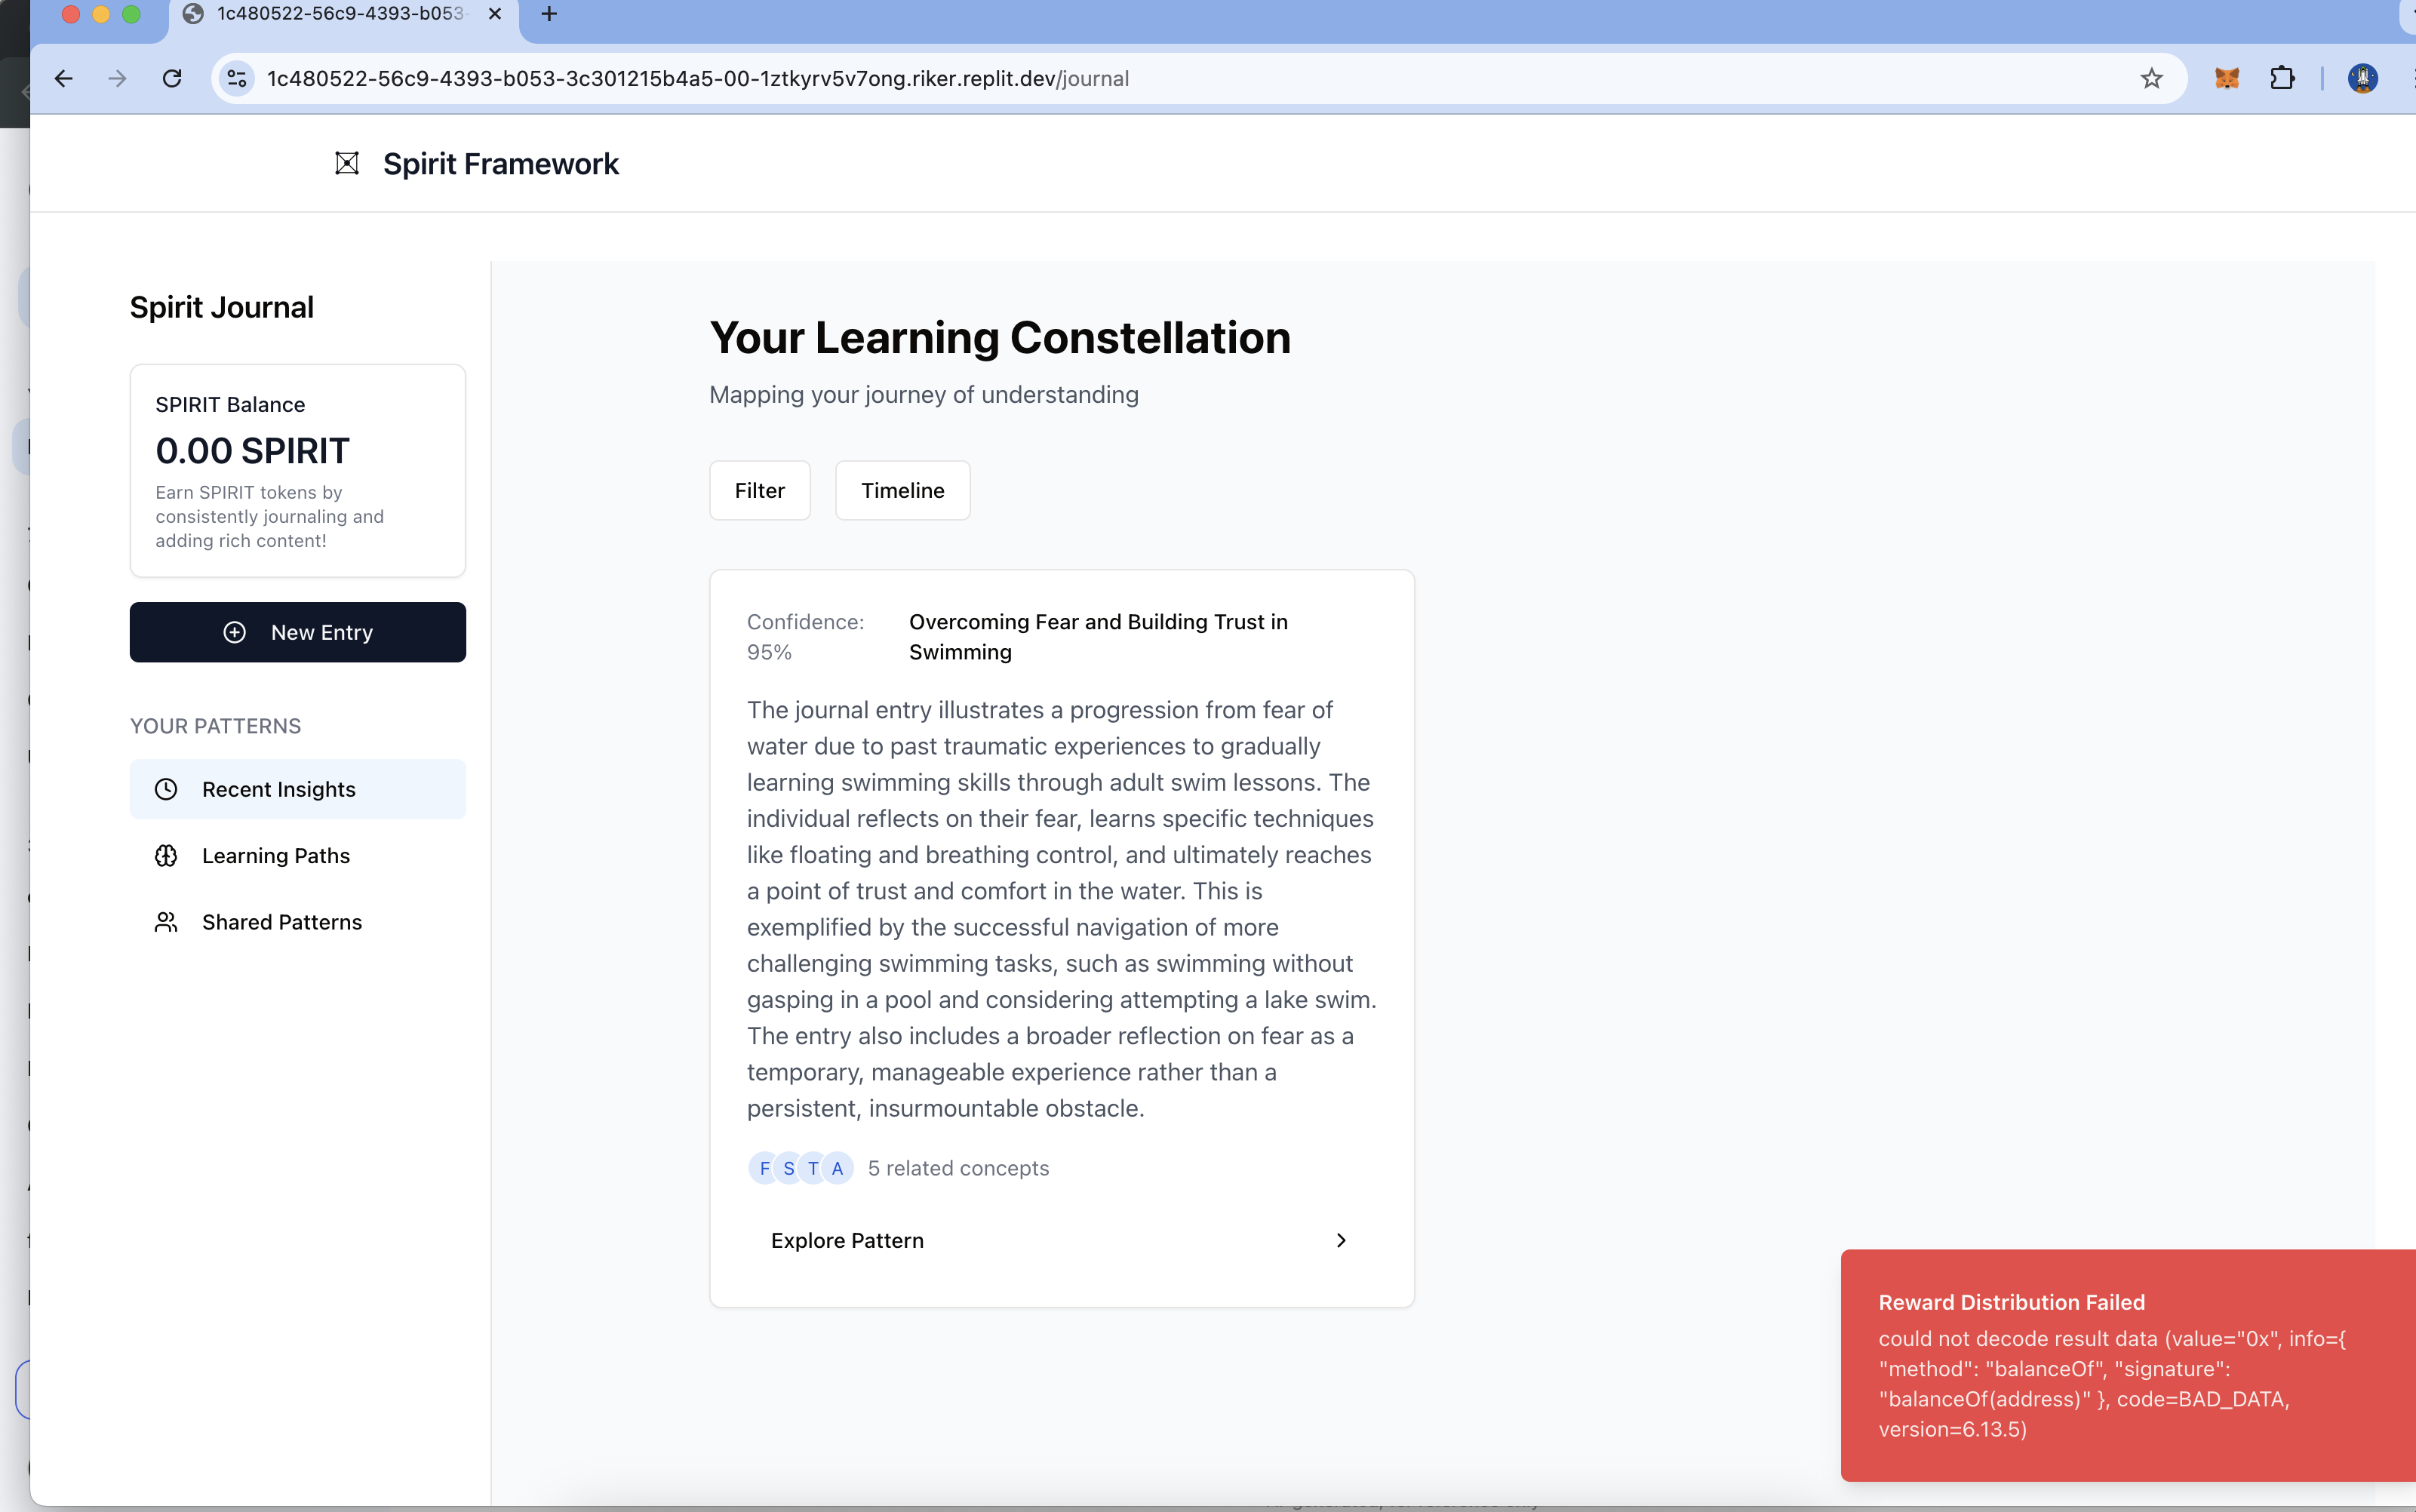 1c480522-56c9-4393-b053-
1c480522-56c9-4393-b053-3c301215b4a5-00-1ztkyrv5v7ong.riker.replit.dev/journal
Spirit Framework
Spirit Journal
SPIRIT Balance
0.00 SPIRIT
Earn SPIRIT tokens by
consistently journaling and
adding rich content!
New Entry
YOUR PATTERNS
Recent Insights
Learning Paths
Shared Patterns
Your Learning Constellation
Mapping your journey of understanding
Filter
Timeline
Confidence:
95%
Overcoming Fear and Building Trust in
Swimming
The journal entry illustrates a progression from fear of
water due to past traumatic experiences to gradually
learning swimming skills through adult swim lessons. The
individual reflects on their fear, learns specific techniques
like floating and breathing control, and ultimately reaches
a point of trust and comfort in the water. This is
exemplified by the successful navigation of more
challenging swimming tasks, such as swimming without
gasping in a pool and considering attempting a lake swim.
The entry also includes a broader reflection on fear as a
temporary, manageable experience rather than a
persistent, insurmountable obstacle.
F S T A 5 related concepts
Explore Pattern
Reward Distribution Failed
could not decode result data (value="0x", info={
"method": "balanceOf", "signature":
"balanceOf(address)" }, code=BAD_DATA,
version=6.13.5)